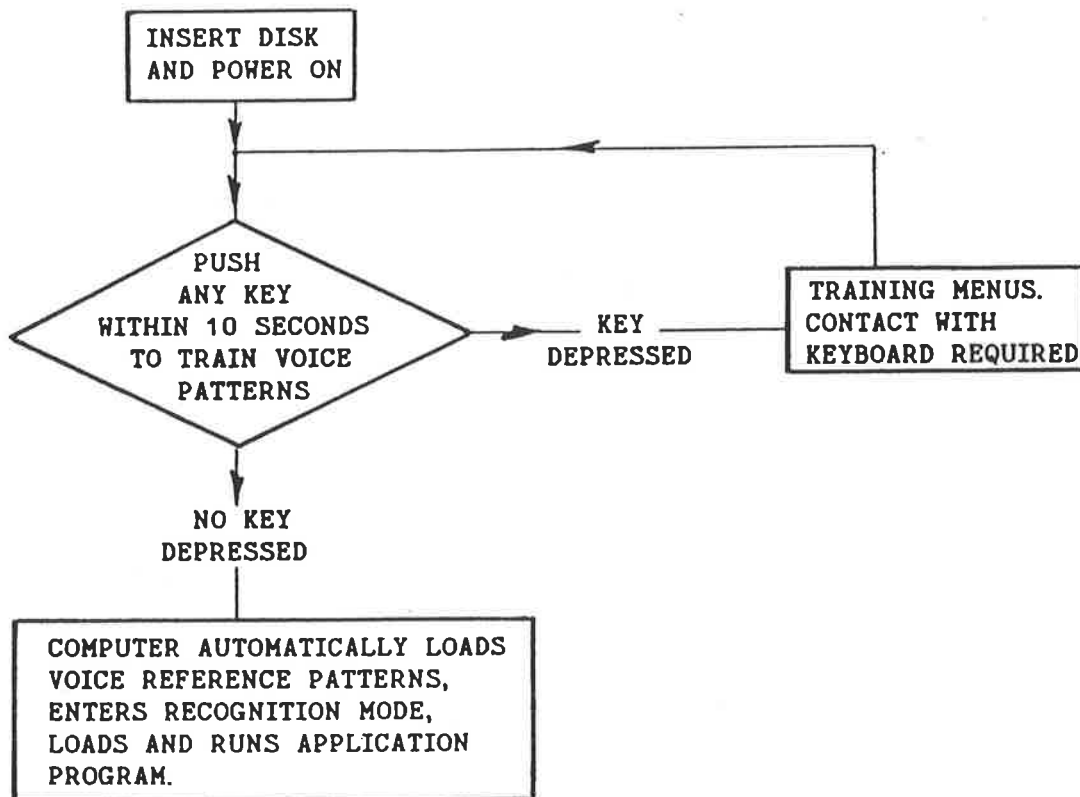 INSERT DISK
AND POWER ON
PUSH
ANY KEY
WITHIN 10 SECONDS
TO TRAIN VOICE
PATTERNS
KEY
DEPRESSED
TRAINING MENUS.
CONTACT WITH
KEYBOARD REQUIRED
NO KEY
DEPRESSED
COMPUTER AUTOMATICALLY LOADS
VOICE REFERENCE PATTERNS,
ENTERS RECOGNITION MODE,
LOADS AND RUNS APPLICATION
PROGRAM.